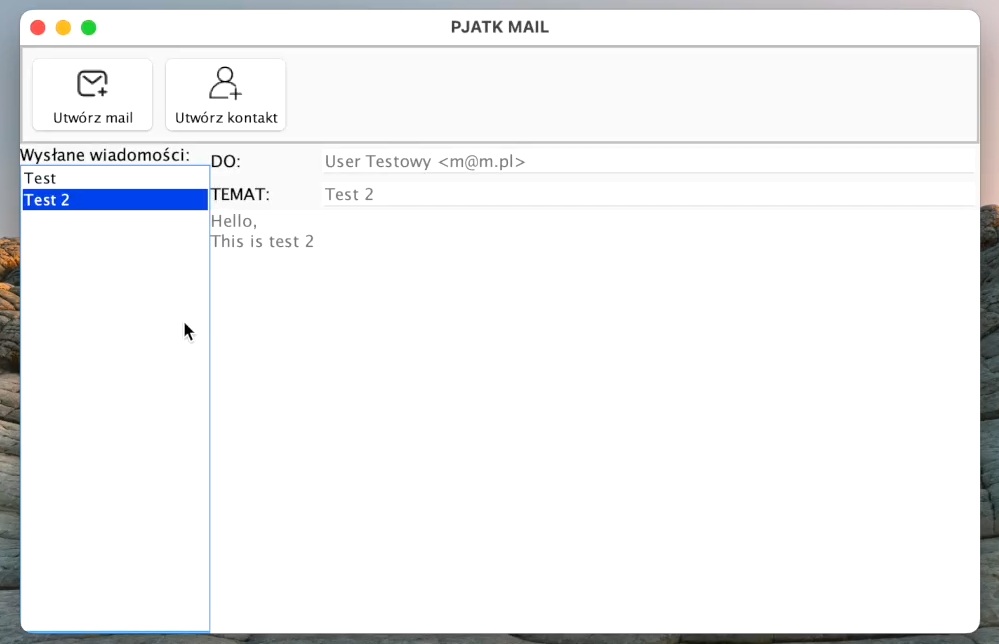 PJATK MAIL
Utwórz mail
Utwórz kontakt
Wysłane wiadomości:
Test
Test 2
DO:
User Testowy <m@m.pl>
TEMAT:
Test 2
Hello,
This is test 2